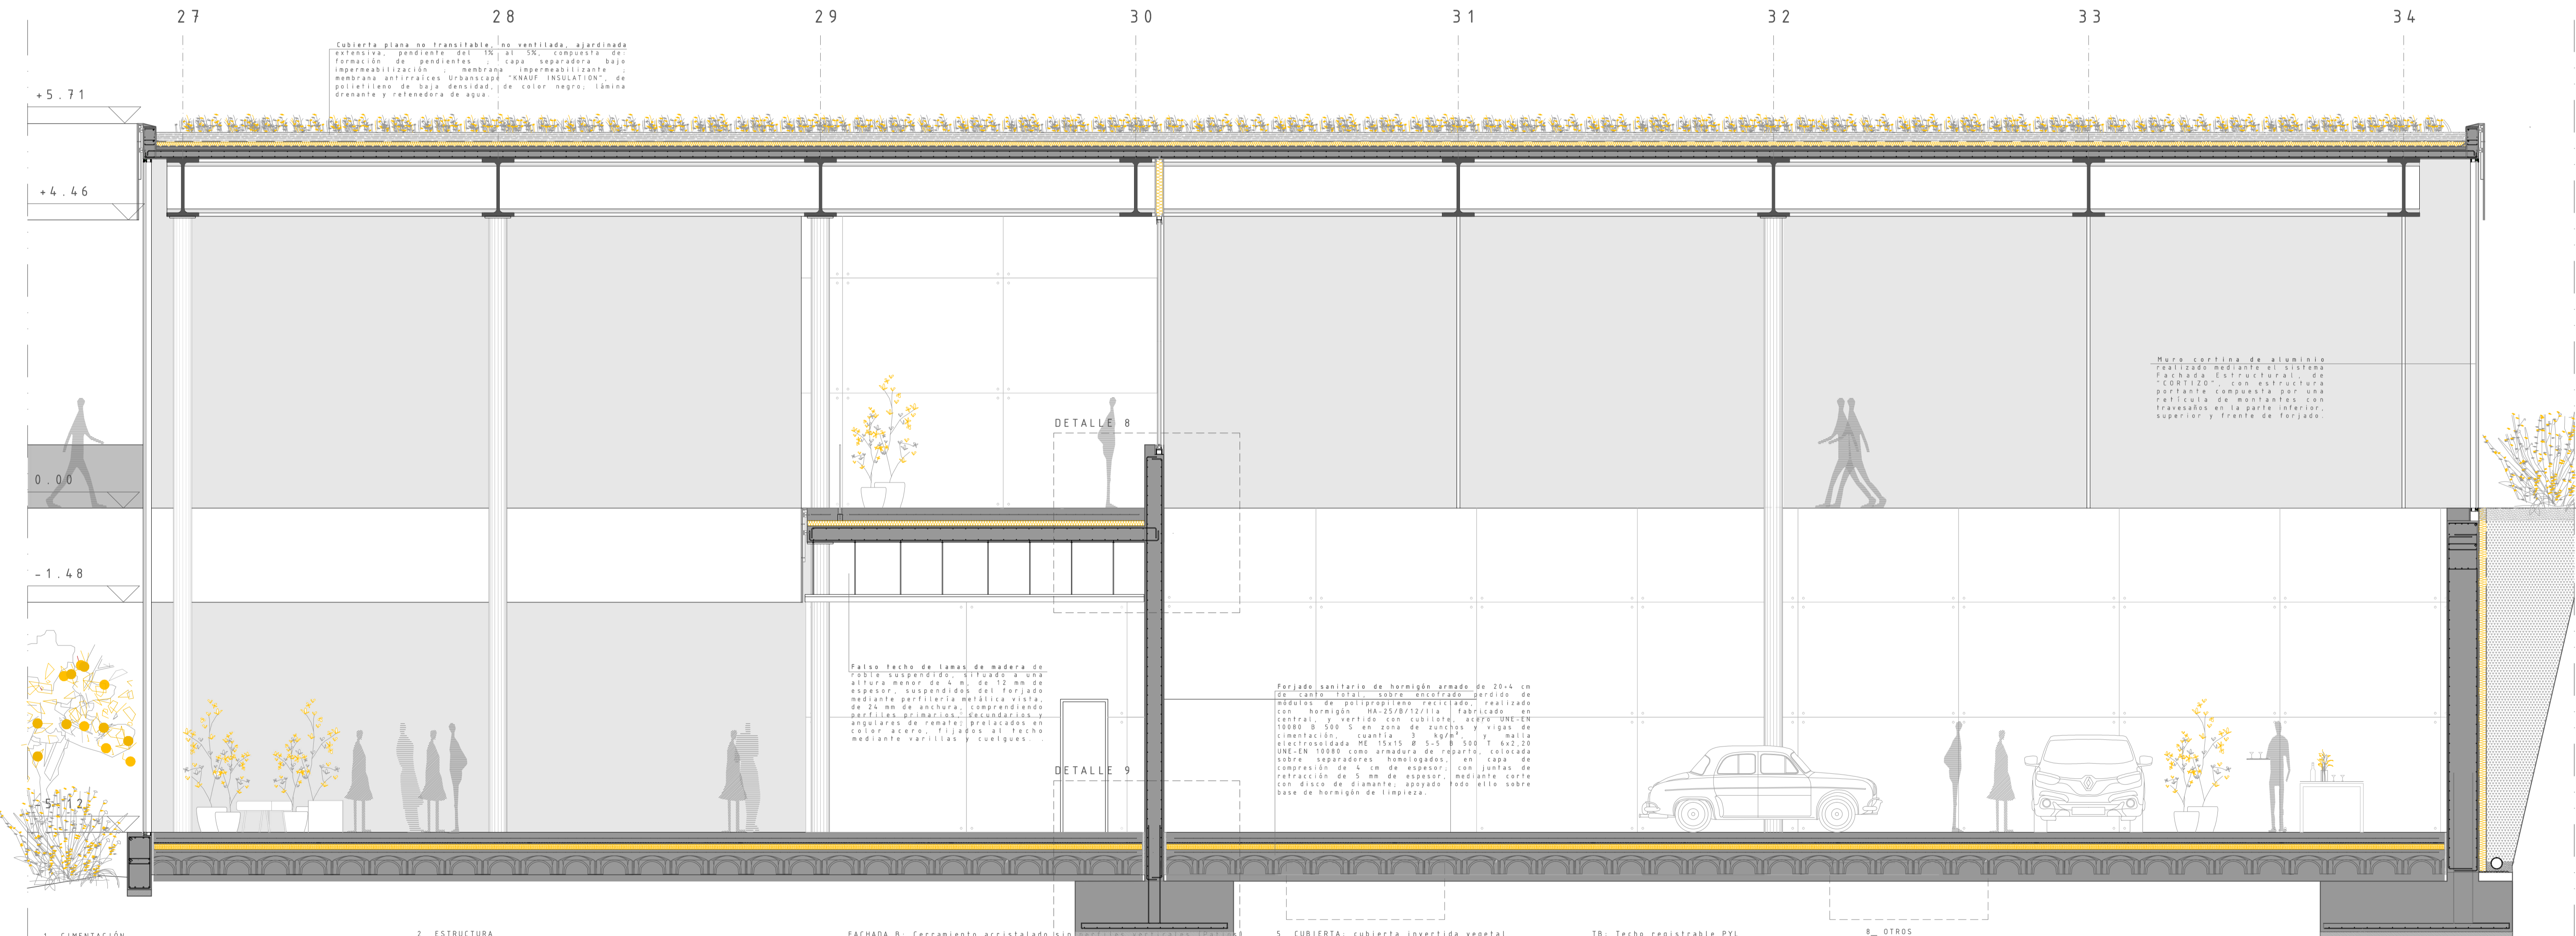 27 28 29 30 31 32 33 34
Cubierta plana no transitable, no ventilada, ajardinada
extensiva, pendiente del 1% al 5%, compuesta de:
formación de pendientes ; capa separadora bajo
impermeabilización ; membrana impermeabilizante ;
membrana antirraíces Urbanscape "KNAUF INSULATION", de
polietileno de baja densidad, de color negro; lámina
drenante y retenedora de agua.
+5.71
+4.46
0.00
-1.48
-5.12
Muro cortina de aluminio
realizado mediante el sistema
Fachada Estructural, de
"CORTIZO", con estructura
portante compuesta por una
retícula de montantes con
travesaños en la parte inferior,
superior y frente de forjado.
DETALLE 8
Falso techo de lamas de madera de
roble suspendido, situado a una
altura menor de 4 m, de 12 mm de
espesor, suspendidos del forjado
mediante perfilería metálica vista,
de 24 mm de anchura, comprendiendo
perfiles primarios, secundarios y
angulares de remate; prelacados en
color acero, fijados al techo
mediante varillas y cuelgues. .
DETALLE 9
Forjado sanitario de hormigón armado de 20+4 cm
de canto total, sobre encofrado perdido de
módulos de polipropileno reciclado, realizado
con hormigón HA-25/B/12/IIa fabricado en
central, y vertido con cubilote, acero UNE-EN
10080 B 500 S en zona de zunchos y vigas de
cimentación, cuantía 3 kg/m², y malla
electrosoldada ME 15x15 Ø 5-5 B 500 T 6x2,20
UNE-EN 10080 como armadura de reparto, colocada
sobre separadores homologados, en capa de
compresión de 4 cm de espesor; con juntas de
retracción de 5 mm de espesor, mediante corte
con disco de diamante; apoyado todo ello sobre
base de hormigón de limpieza.
1_ CIMENTACIÓN
2_ ESTRUCTURA
FACHADA B: Cerramiento acristalado sin
5_ CUBIERTA: cubierta invertida vegetal
TB: Techo registrable PYL
8_ OTROS